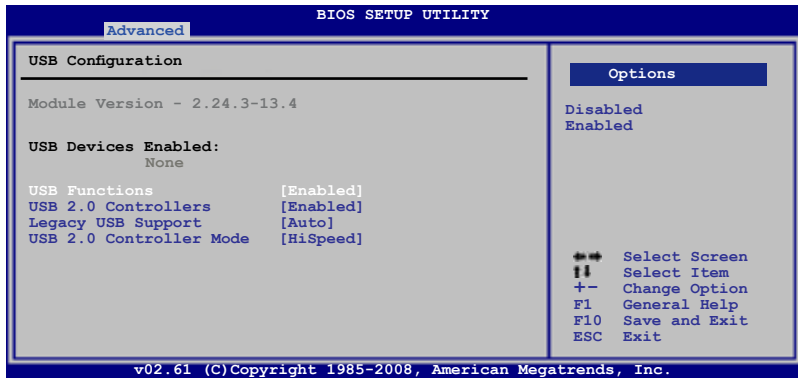 BIOS SETUP UTILITY
Advanced
USB Configuration
Module Version - 2.24.3-13.4
USB Devices Enabled:
None
USB Functions [Enabled]
USB 2.0 Controllers [Enabled]
Legacy USB Support [Auto]
USB 2.0 Controller Mode [HiSpeed]
Options
Disabled
Enabled
←→ Select Screen
↑↓ Select Item
+- Change Option
F1 General Help
F10 Save and Exit
ESC Exit
v02.61 (C)Copyright 1985-2008, American Megatrends, Inc.